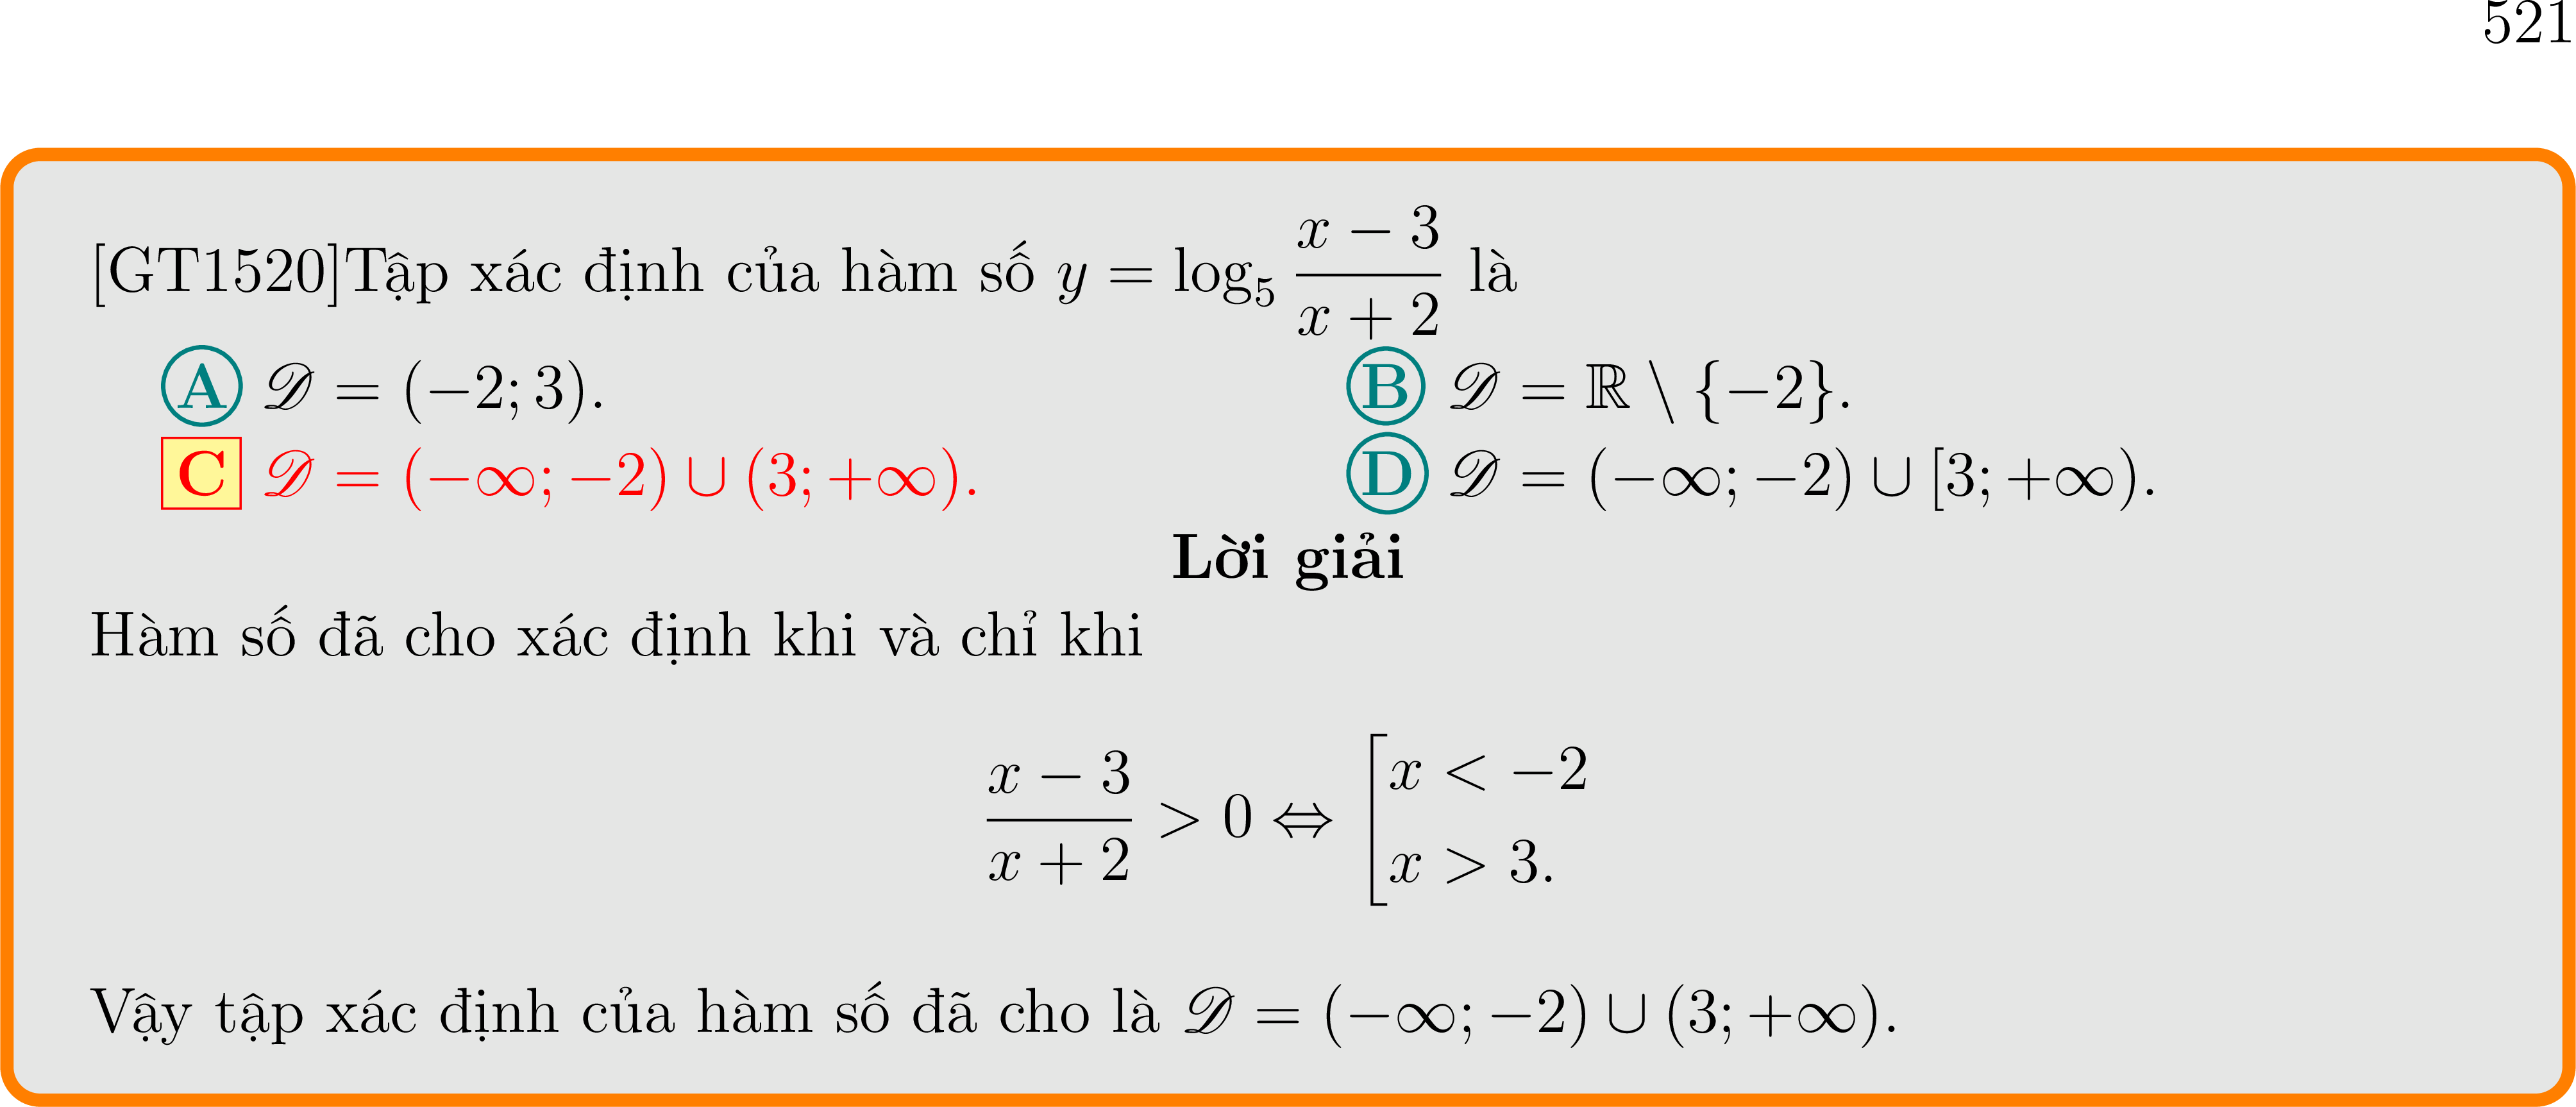 521
[GT1520]Tập xác định của hàm số $y = \log_5 \dfrac{x-3}{x+2}$ là
A $\mathscr{D} = (-2; 3)$. B $\mathscr{D} = \mathbb{R} \setminus \{-2\}$.
C $\mathscr{D} = (-\infty; -2) \cup (3; +\infty)$. D $\mathscr{D} = (-\infty; -2) \cup [3; +\infty)$.
Lời giải
Hàm số đã cho xác định khi và chỉ khi
$\dfrac{x-3}{x+2} > 0 \Leftrightarrow \left[\begin{array}{l} x < -2 \\ x > 3. \end{array}\right.$
Vậy tập xác định của hàm số đã cho là $\mathscr{D} = (-\infty; -2) \cup (3; +\infty)$.